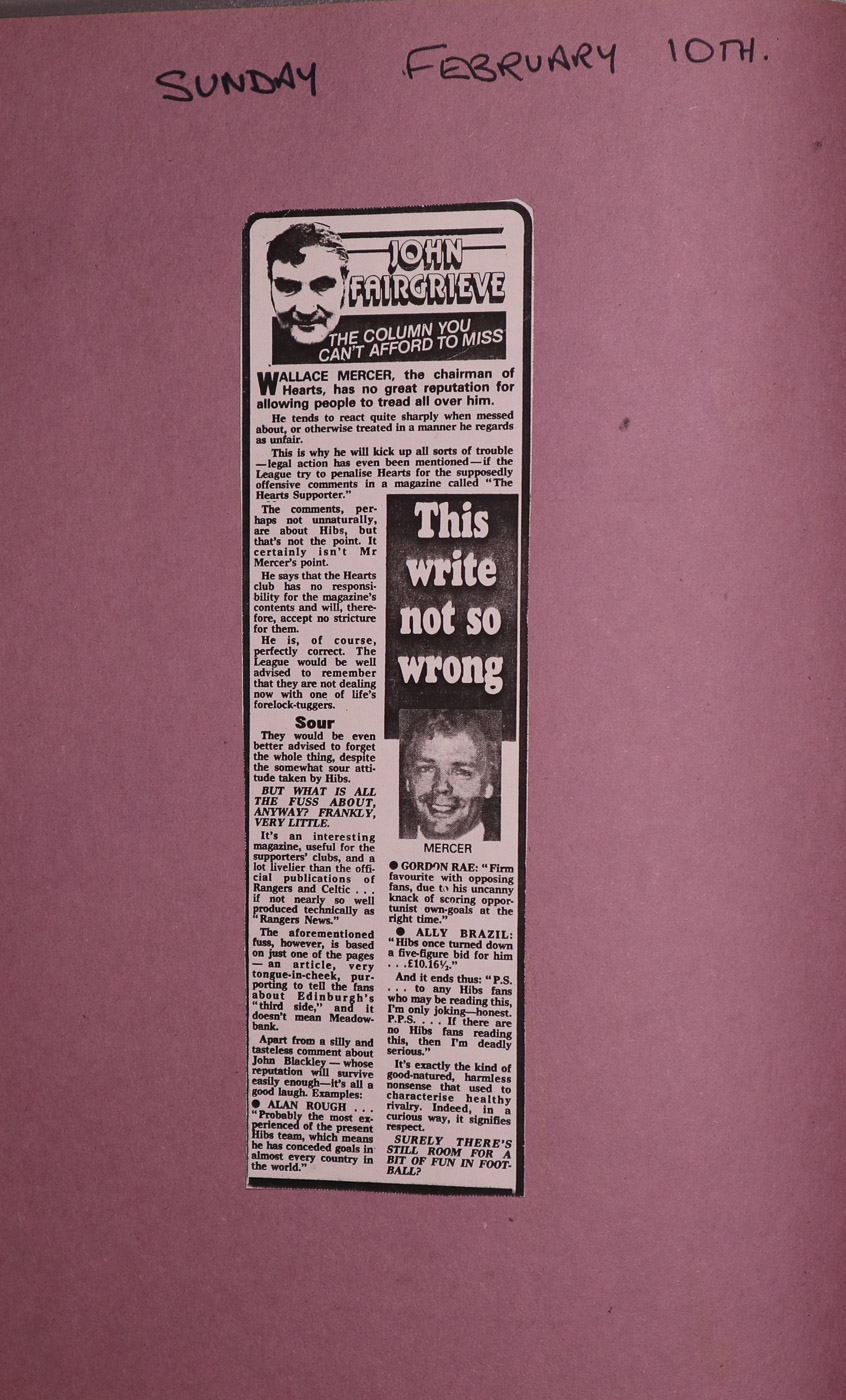 SUNDAY FEBRUARY 10TH.
JOHN
FAIRGRIEVE
THE COLUMN YOU
CAN'T AFFORD TO MISS
WALLACE MERCER, the chairman of
Hearts, has no great reputation for
allowing people to tread all over him.
He tends to react quite sharply when messed
about, or otherwise treated in a manner he regards
as unfair.
This is why he will kick up all sorts of trouble
—legal action has even been mentioned—if the
League try to penalise Hearts for the supposedly
offensive comments in a magazine called "The
Hearts Supporter."
The comments, per-
haps not unnaturally,
are about Hibs, but
that's not the point. It
certainly isn't Mr
Mercer's point.
He says that the Hearts
club has no responsi-
bility for the magazine's
contents and will, there-
fore, accept no stricture
for them.
He is, of course,
perfectly correct. The
League would be well
advised to remember
that they are not dealing
now with one of life's
forelock-tuggers.
Sour
They would be even
better advised to forget
the whole thing, despite
the somewhat sour atti-
tude taken by Hibs.
BUT WHAT IS ALL
THE FUSS ABOUT,
ANYWAY? FRANKLY,
VERY LITTLE.
It's an interesting
magazine, useful for the
supporters' clubs, and a
lot livelier than the offi-
cial publications of
Rangers and Celtic . . .
if not nearly so well
produced technically as
"Rangers News."
The aforementioned
fuss, however, is based
on just one of the pages
— an article, very
tongue-in-cheek, pur-
porting to tell the fans
about Edinburgh's
"third side," and it
doesn't mean Meadow-
bank.
Apart from a silly and
tasteless comment about
John Blackley — whose
reputation will survive
easily enough—it's all a
good laugh. Examples:
● ALAN ROUGH . . .
"Probably the most ex-
perienced of the present
Hibs team, which means
he has conceded goals in
almost every country in
the world."
This
write
not so
wrong
MERCER
● GORDON RAE: "Firm
favourite with opposing
fans, due to his uncanny
knack of scoring oppor-
tunist own-goals at the
right time."
● ALLY BRAZIL:
"Hibs once turned down
a five-figure bid for him
. . .£10.16½."
And it ends thus: "P.S.
. . . to any Hibs fans
who may be reading this,
I'm only joking—honest.
P.P.S. . . . If there are
no Hibs fans reading
this, then I'm deadly
serious."
It's exactly the kind of
good-natured, harmless
nonsense that used to
characterise healthy
rivalry. Indeed, in a
curious way, it signifies
respect.
SURELY THERE'S
STILL ROOM FOR A
BIT OF FUN IN FOOT-
BALL?